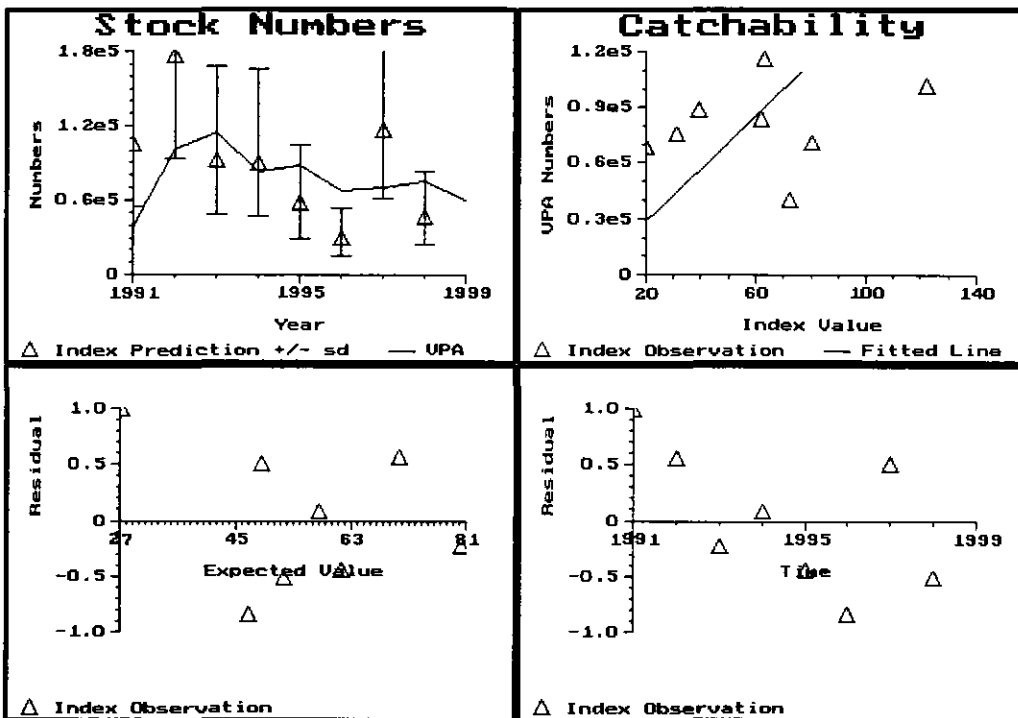 Stock Numbers
1.8e5
1.2e5
0.6e5
0
Numbers
1991 1995 1999
Year
△ Index Prediction +/- sd — VPA
Catchability
1.2e5
0.9e5
0.6e5
0.3e5
0
VPA Numbers
20 60 100 140
Index Value
△ Index Observation — Fitted Line
1.0
0.5
0
-0.5
-1.0
Residual
27 45 63 81
Expected Value
△ Index Observation
1.0
0.5
0
-0.5
-1.0
Residual
1991 1995 1999
Time
△ Index Observation